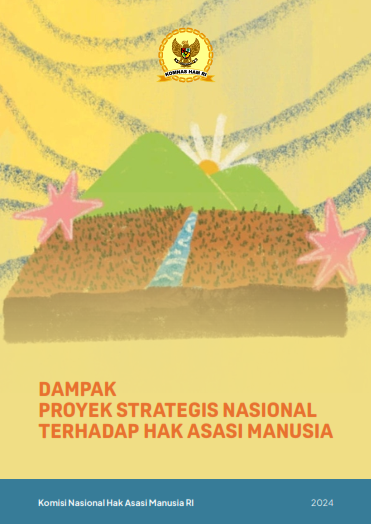 KOMNAS HAM RI
DAMPAK
PROYEK STRATEGIS NASIONAL
TERHADAP HAK ASASI MANUSIA
Komisi Nasional Hak Asasi Manusia RI
2024